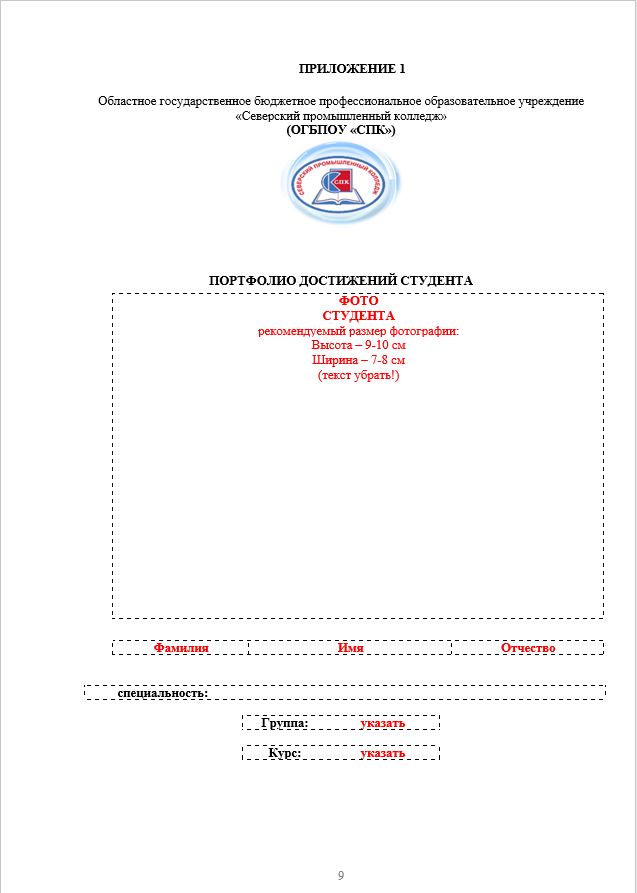 ПРИЛОЖЕНИЕ 1
Областное государственное бюджетное профессиональное образовательное учреждение
«Северский промышленный колледж»
(ОГБПОУ «СПК»)
СЕВЕРСКИЙ ПРОМЫШЛЕННЫЙ КОЛЛЕДЖ
СПК
ПОРТФОЛИО ДОСТИЖЕНИЙ СТУДЕНТА
ФОТО
СТУДЕНТА
рекомендуемый размер фотографии:
Высота – 9-10 см
Ширина – 7-8 см
(текст убрать!)
Фамилия Имя Отчество
специальность:
Группа: указать
Курс: указать
9